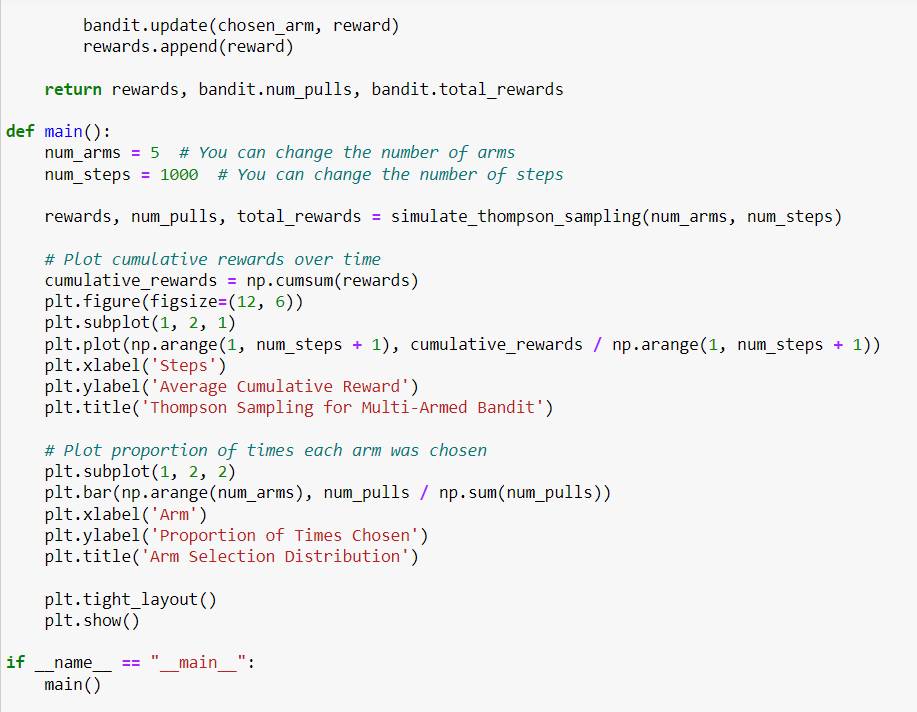 bandit.update(chosen_arm, reward)
        rewards.append(reward)

    return rewards, bandit.num_pulls, bandit.total_rewards

def main():
    num_arms = 5  # You can change the number of arms
    num_steps = 1000  # You can change the number of steps

    rewards, num_pulls, total_rewards = simulate_thompson_sampling(num_arms, num_steps)

    # Plot cumulative rewards over time
    cumulative_rewards = np.cumsum(rewards)
    plt.figure(figsize=(12, 6))
    plt.subplot(1, 2, 1)
    plt.plot(np.arange(1, num_steps + 1), cumulative_rewards / np.arange(1, num_steps + 1))
    plt.xlabel('Steps')
    plt.ylabel('Average Cumulative Reward')
    plt.title('Thompson Sampling for Multi-Armed Bandit')

    # Plot proportion of times each arm was chosen
    plt.subplot(1, 2, 2)
    plt.bar(np.arange(num_arms), num_pulls / np.sum(num_pulls))
    plt.xlabel('Arm')
    plt.ylabel('Proportion of Times Chosen')
    plt.title('Arm Selection Distribution')

    plt.tight_layout()
    plt.show()

if __name__ == "__main__":
    main()